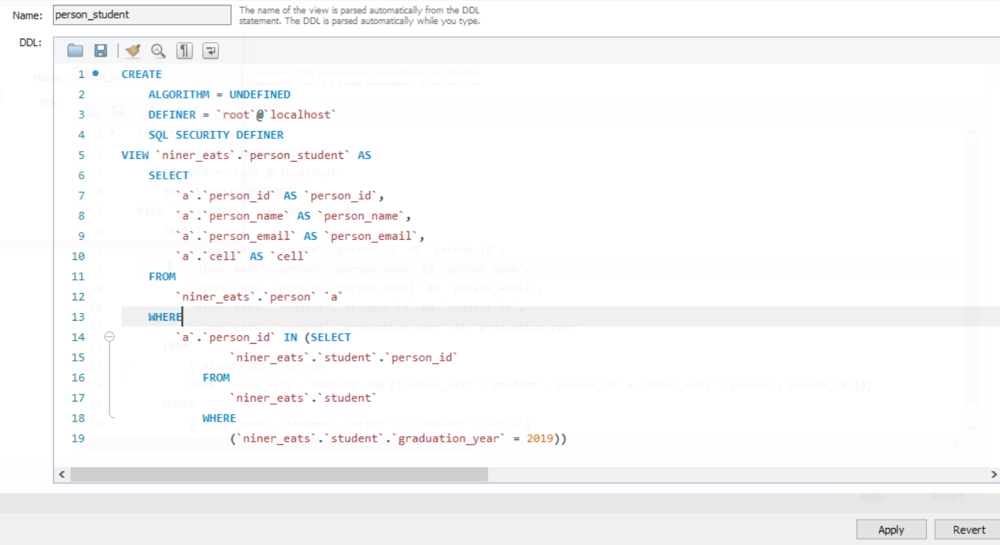 Name: person_student The name of the view is parsed automatically from the DDL
statement. The DDL is parsed automatically while you type.
DDL:
1 CREATE
2 ALGORITHM = UNDEFINED
3 DEFINER = `root`@`localhost`
4 SQL SECURITY DEFINER
5 VIEW `niner_eats`.`person_student` AS
6 SELECT
7 `a`.`person_id` AS `person_id`,
8 `a`.`person_name` AS `person_name`,
9 `a`.`person_email` AS `person_email`,
10 `a`.`cell` AS `cell`
11 FROM
12 `niner_eats`.`person` `a`
13 WHERE
14 `a`.`person_id` IN (SELECT
15 `niner_eats`.`student`.`person_id`
16 FROM
17 `niner_eats`.`student`
18 WHERE
19 (`niner_eats`.`student`.`graduation_year` = 2019))
Apply Revert